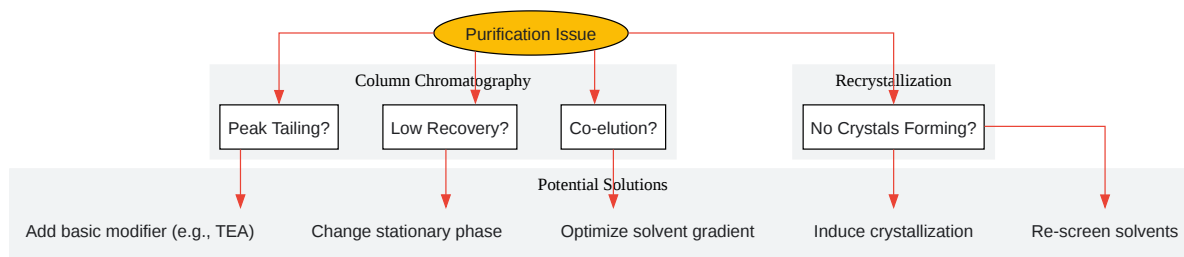 Purification Issue
Column Chromatography
Recrystallization
Peak Tailing?
Low Recovery?
Co-elution?
No Crystals Forming?
Potential Solutions
Add basic modifier (e.g., TEA)
Change stationary phase
Optimize solvent gradient
Induce crystallization
Re-screen solvents